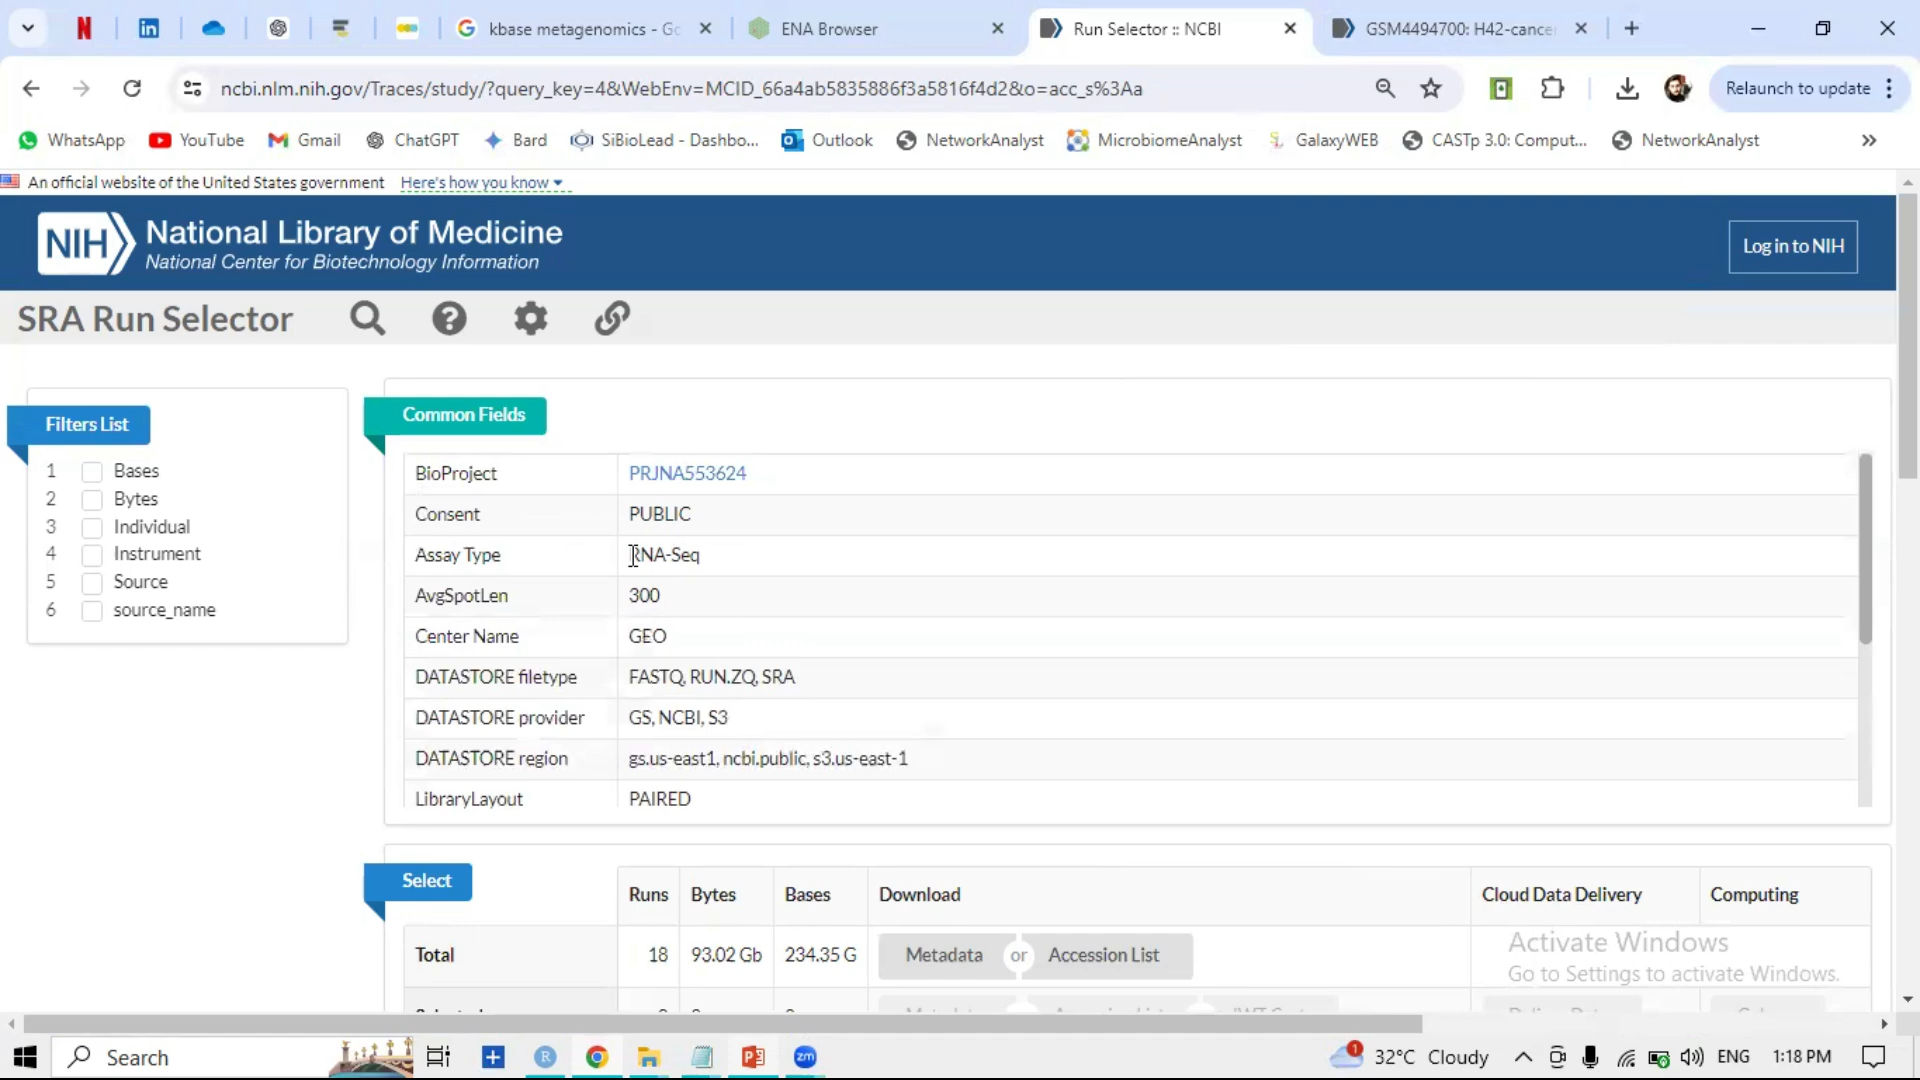 kbase metagenomics - Go
ENA Browser
Run Selector :: NCBI
GSM4494700: H42-cance
ncbi.nlm.nih.gov/Traces/study/?query_key=4&WebEnv=MCID_66a4ab5835886f3a5816f4d2&o=acc_s%3Aa
Relaunch to update
WhatsApp
YouTube
Gmail
ChatGPT
Bard
SiBioLead - Dashbo...
Outlook
NetworkAnalyst
MicrobiomeAnalyst
GalaxyWEB
CASTp 3.0: Comput...
NetworkAnalyst
An official website of the United States government Here's how you know
NIH
National Library of Medicine
National Center for Biotechnology Information
Log in to NIH
SRA Run Selector
Filters List
1 Bases
2 Bytes
3 Individual
4 Instrument
5 Source
6 source_name
Common Fields
BioProject PRJNA553624
Consent PUBLIC
Assay Type RNA-Seq
AvgSpotLen 300
Center Name GEO
DATASTORE filetype FASTQ, RUN.ZQ, SRA
DATASTORE provider GS, NCBI, S3
DATASTORE region gs.us-east1, ncbi.public, s3.us-east-1
LibraryLayout PAIRED
Select
Runs Bytes Bases Download Cloud Data Delivery Computing
Total 18 93.02 Gb 234.35 G Metadata or Accession List
Activate Windows
Go to Settings to activate Windows.
Search
32°C Cloudy
ENG
1:18 PM